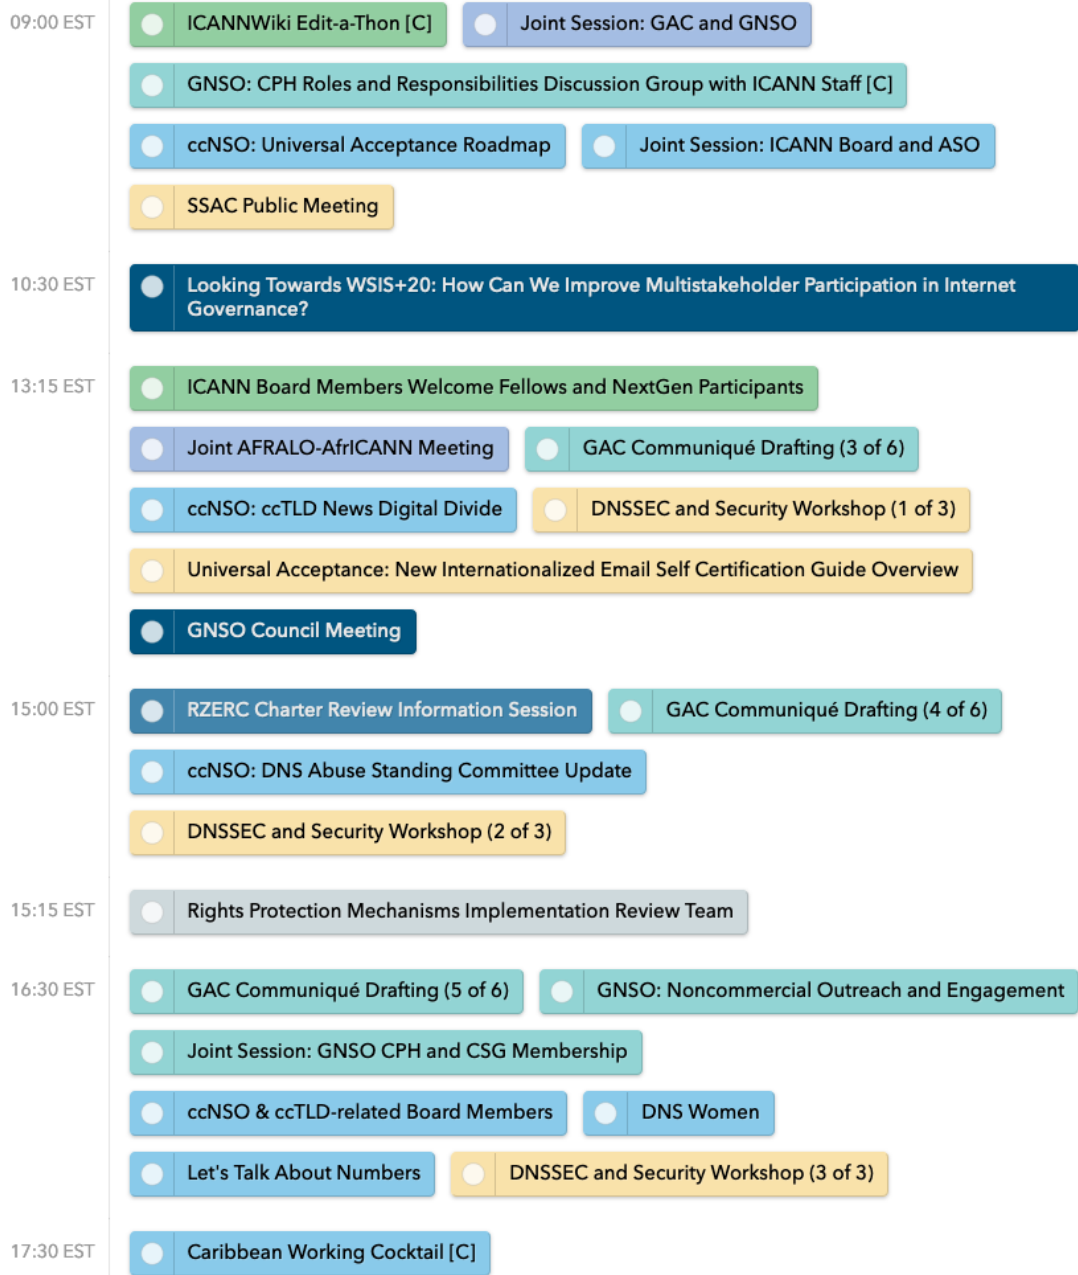 09:00 EST
ICANNWiki Edit-a-Thon [C]
Joint Session: GAC and GNSO
GNSO: CPH Roles and Responsibilities Discussion Group with ICANN Staff [C]
ccNSO: Universal Acceptance Roadmap
Joint Session: ICANN Board and ASO
SSAC Public Meeting
10:30 EST
Looking Towards WSIS+20: How Can We Improve Multistakeholder Participation in Internet
Governance?
13:15 EST
ICANN Board Members Welcome Fellows and NextGen Participants
Joint AFRALO-AfrICANN Meeting
GAC Communiqué Drafting (3 of 6)
ccNSO: ccTLD News Digital Divide
DNSSEC and Security Workshop (1 of 3)
Universal Acceptance: New Internationalized Email Self Certification Guide Overview
GNSO Council Meeting
15:00 EST
RZERC Charter Review Information Session
GAC Communiqué Drafting (4 of 6)
ccNSO: DNS Abuse Standing Committee Update
DNSSEC and Security Workshop (2 of 3)
15:15 EST
Rights Protection Mechanisms Implementation Review Team
16:30 EST
GAC Communiqué Drafting (5 of 6)
GNSO: Noncommercial Outreach and Engagement
Joint Session: GNSO CPH and CSG Membership
ccNSO & ccTLD-related Board Members
DNS Women
Let's Talk About Numbers
DNSSEC and Security Workshop (3 of 3)
17:30 EST
Caribbean Working Cocktail [C]